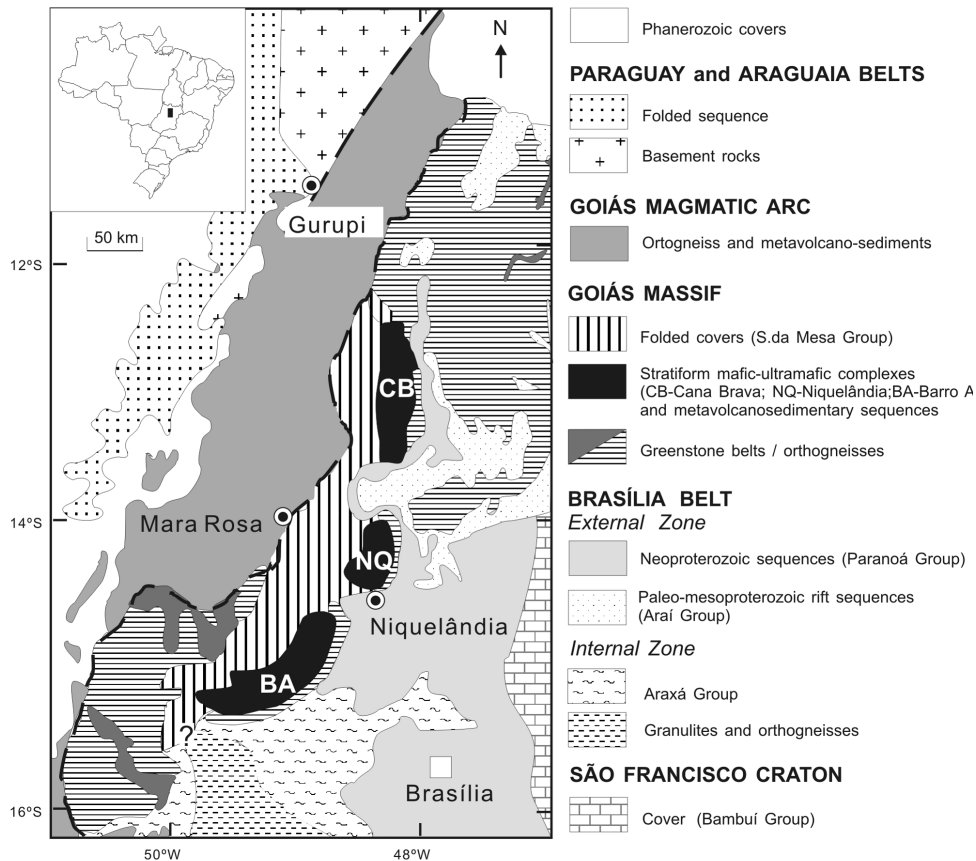 N
Gurupi
50 km
12°S
CB
14°S
Mara Rosa
NQ
Niquelândia
BA
?
Brasília
16°S
50°W
48°W
Phanerozoic covers
PARAGUAY and ARAGUAIA BELTS
Folded sequence
Basement rocks
GOIÁS MAGMATIC ARC
Ortogneiss and metavolcano-sediments
GOIÁS MASSIF
Folded covers (S.da Mesa Group)
Stratiform mafic-ultramafic complexes
(CB-Cana Brava; NQ-Niquelândia;BA-Barro A
and metavolcanosedimentary sequences
Greenstone belts / orthogneisses
BRASÍLIA BELT
External Zone
Neoproterozoic sequences (Paranoá Group)
Paleo-mesoproterozoic rift sequences
(Araí Group)
Internal Zone
Araxá Group
Granulites and orthogneisses
SÃO FRANCISCO CRATON
Cover (Bambuí Group)